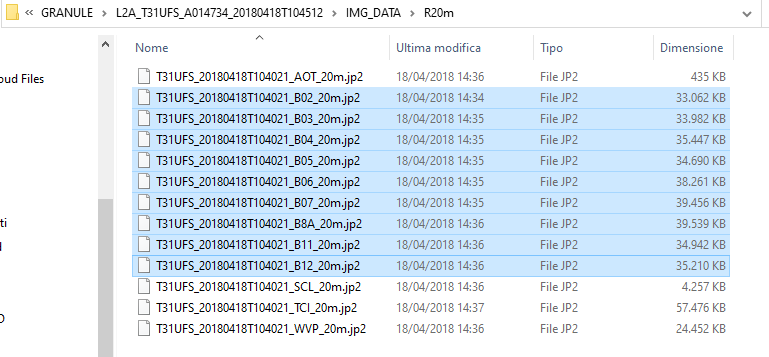 « GRANULE > L2A_T31UFS_A014734_20180418T104512 > IMG_DATA > R20m
Nome Ultima modifica Tipo Dimensione
T31UFS_20180418T104021_AOT_20m.jp2 18/04/2018 14:36 File JP2 435 KB
oud Files
T31UFS_20180418T104021_B02_20m.jp2 18/04/2018 14:34 File JP2 33.062 KB
T31UFS_20180418T104021_B03_20m.jp2 18/04/2018 14:35 File JP2 33.982 KB
T31UFS_20180418T104021_B04_20m.jp2 18/04/2018 14:35 File JP2 35.447 KB
T31UFS_20180418T104021_B05_20m.jp2 18/04/2018 14:35 File JP2 34.690 KB
T31UFS_20180418T104021_B06_20m.jp2 18/04/2018 14:35 File JP2 38.261 KB
T31UFS_20180418T104021_B07_20m.jp2 18/04/2018 14:35 File JP2 39.456 KB
ti
T31UFS_20180418T104021_B8A_20m.jp2 18/04/2018 14:36 File JP2 39.539 KB
T31UFS_20180418T104021_B11_20m.jp2 18/04/2018 14:36 File JP2 34.942 KB
T31UFS_20180418T104021_B12_20m.jp2 18/04/2018 14:36 File JP2 35.210 KB
T31UFS_20180418T104021_SCL_20m.jp2 18/04/2018 14:36 File JP2 4.257 KB
T31UFS_20180418T104021_TCI_20m.jp2 18/04/2018 14:37 File JP2 57.476 KB
T31UFS_20180418T104021_WVP_20m.jp2 18/04/2018 14:36 File JP2 24.452 KB